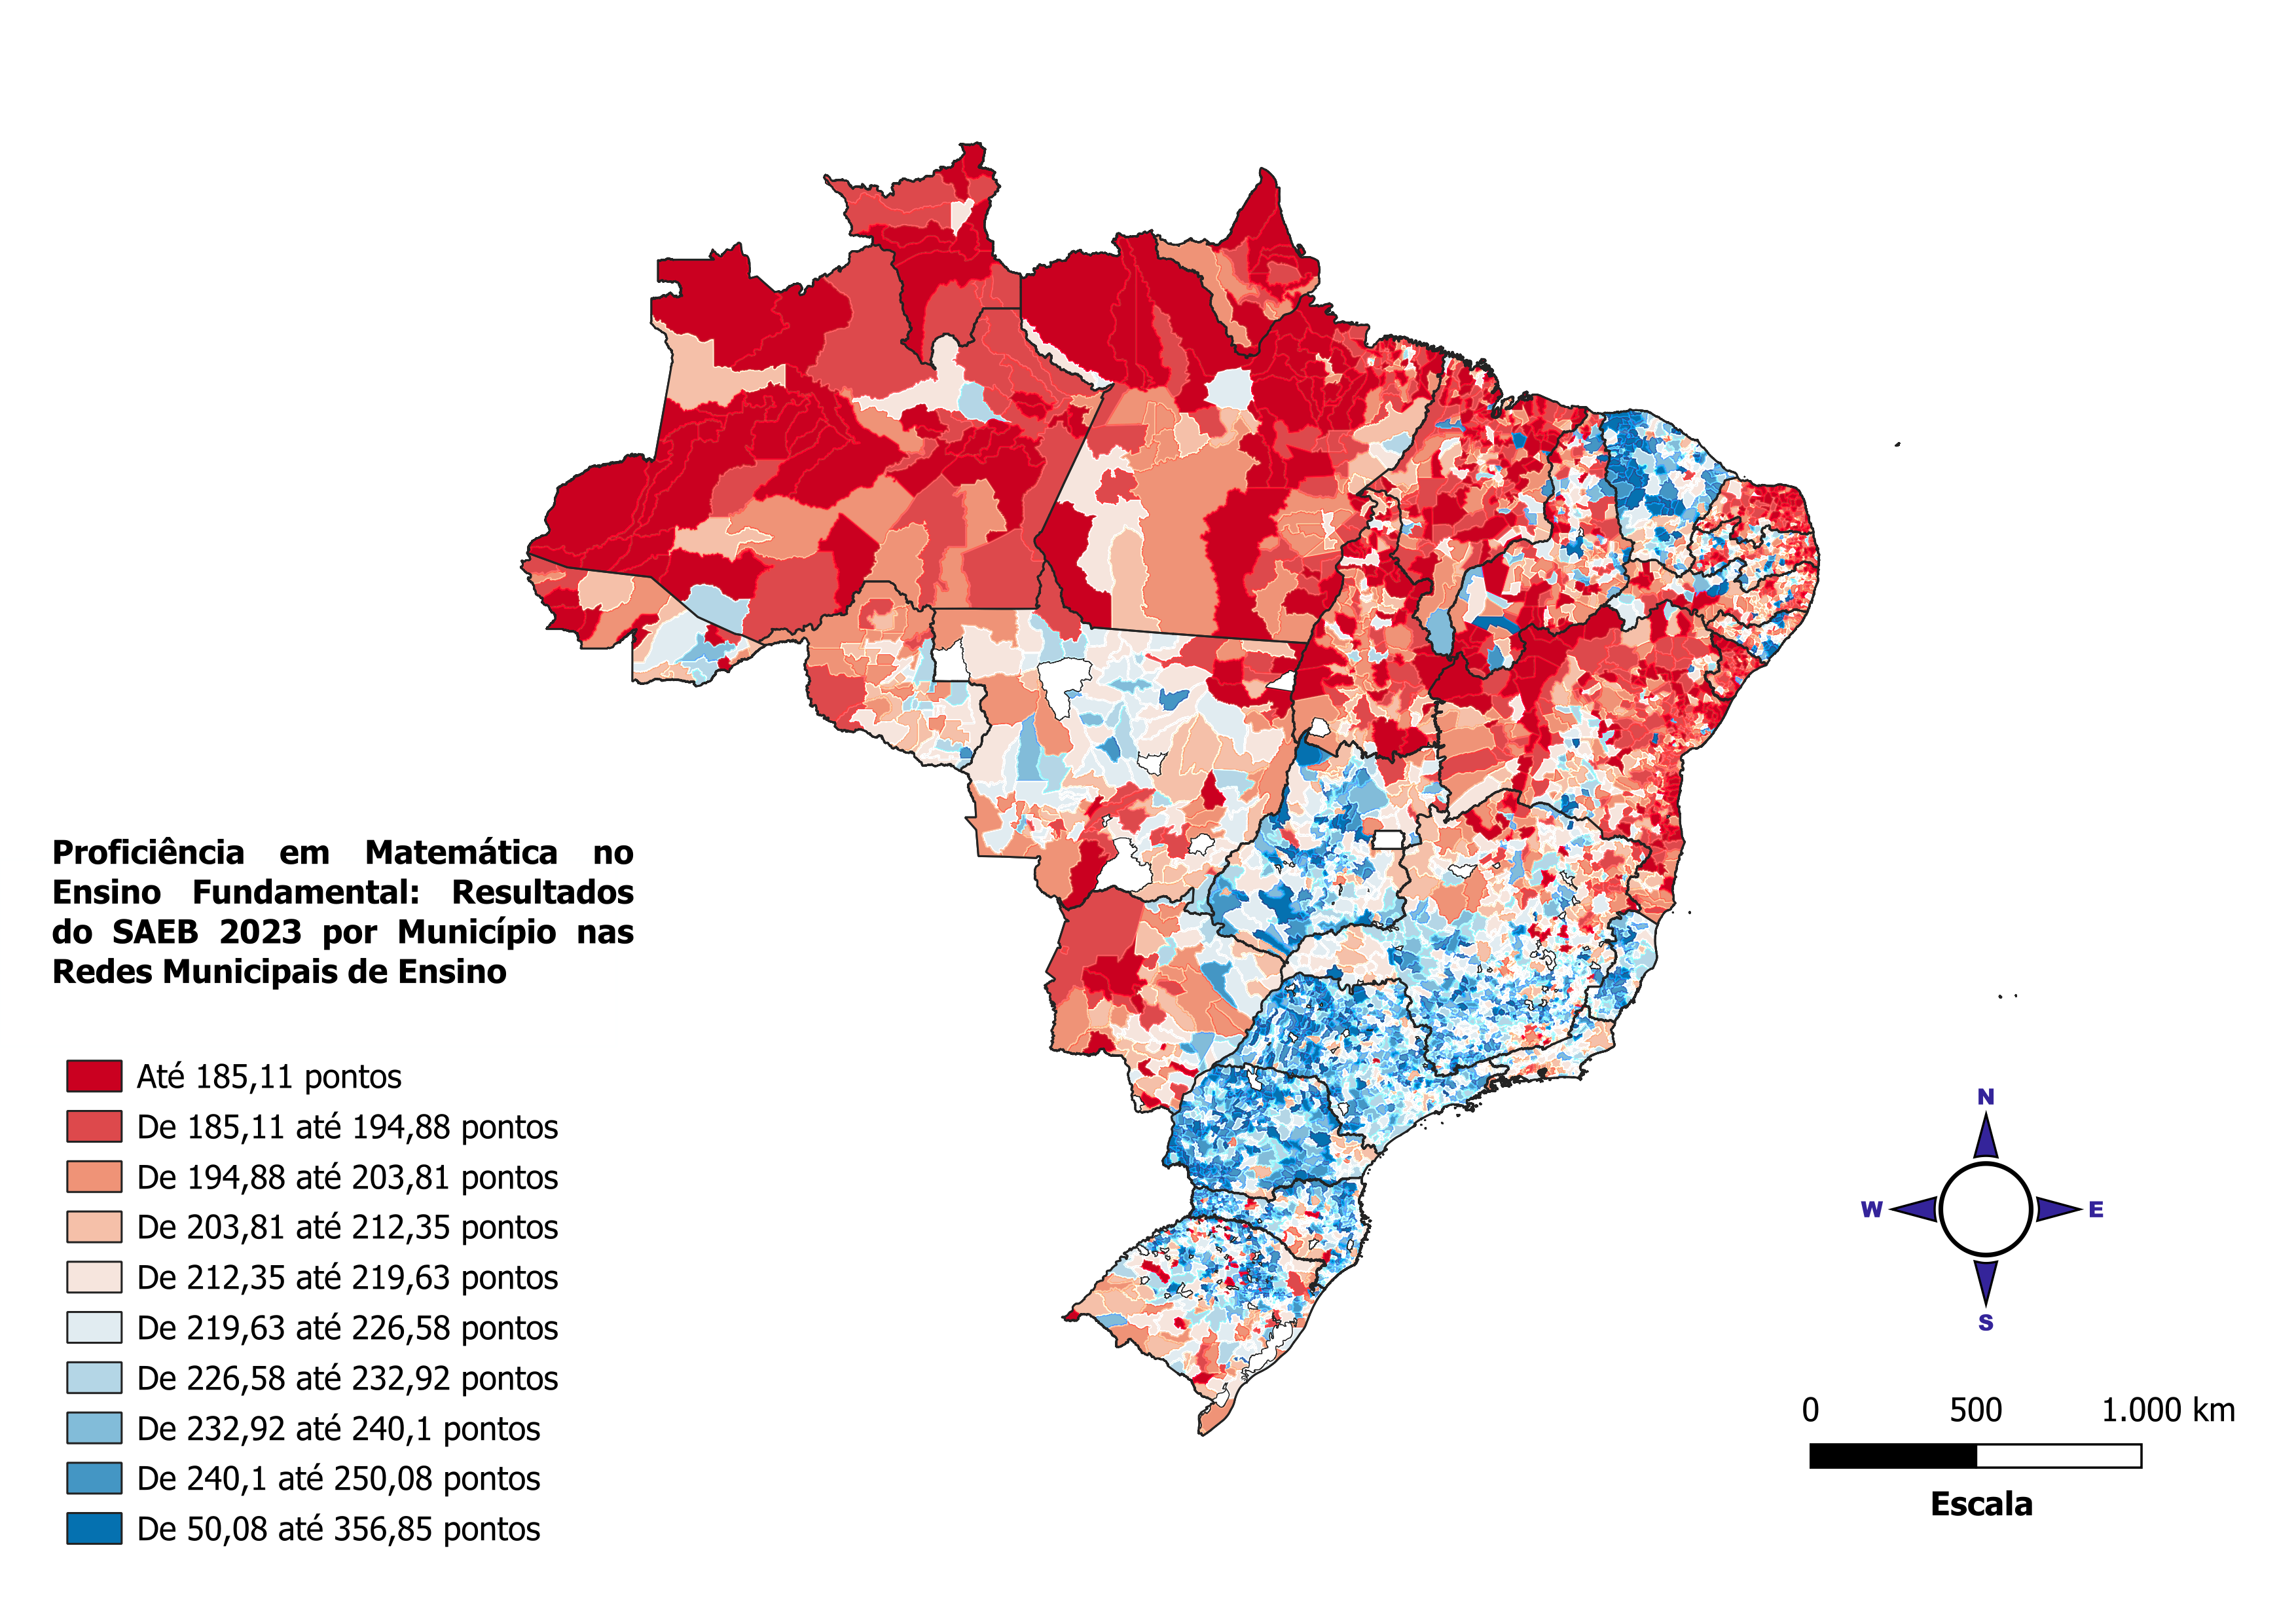 Proficiência em Matemática no
Ensino Fundamental: Resultados
do SAEB 2023 por Município nas
Redes Municipais de Ensino
Até 185,11 pontos
De 185,11 até 194,88 pontos
De 194,88 até 203,81 pontos
De 203,81 até 212,35 pontos
De 212,35 até 219,63 pontos
De 219,63 até 226,58 pontos
De 226,58 até 232,92 pontos
De 232,92 até 240,1 pontos
De 240,1 até 250,08 pontos
De 50,08 até 356,85 pontos
N
W E
S
0 500 1.000 km
Escala